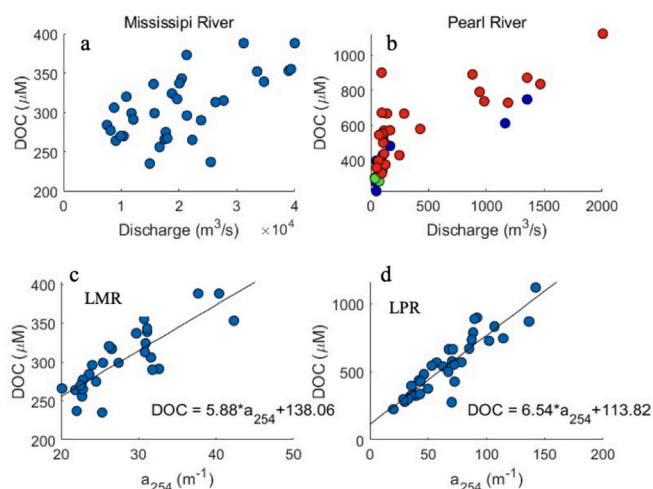 Mississipi River
Pearl River
a
b
DOC (μM)
400
350
300
250
200
0
1
2
3
4
Discharge (m³/s)
×10⁴
DOC (μM)
1000
800
600
400
0
500
1000
1500
2000
Discharge (m³/s)
c
d
LMR
LPR
DOC (μM)
400
350
300
250
200
20
30
40
50
a₂₅₄ (m⁻¹)
DOC = 5.88*a₂₅₄+138.06
DOC (μM)
1000
500
0
0
50
100
150
200
a₂₅₄ (m⁻¹)
DOC = 6.54*a₂₅₄+113.82